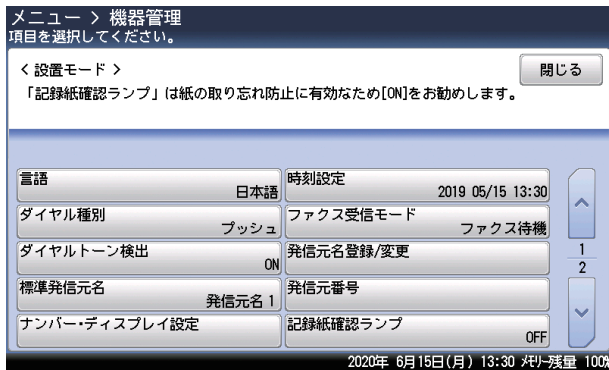 メニュー > 機器管理
項目を選択してください。
< 設置モード >
閉じる
「記録紙確認ランプ」は紙の取り忘れ防止に有効なため[ON]をお勧めします。
言語
日本語
時刻設定
2019 05/15 13:30
ダイヤル種別
プッシュ
ファクス受信モード
ファクス待機
ダイヤルトーン検出
ON
発信元名登録/変更
1
2
標準発信元名
発信元名 1
発信元番号
ナンバー・ディスプレイ設定
記録紙確認ランプ
OFF
2020年 6月15日(月) 13:30 メモリー残量 100%